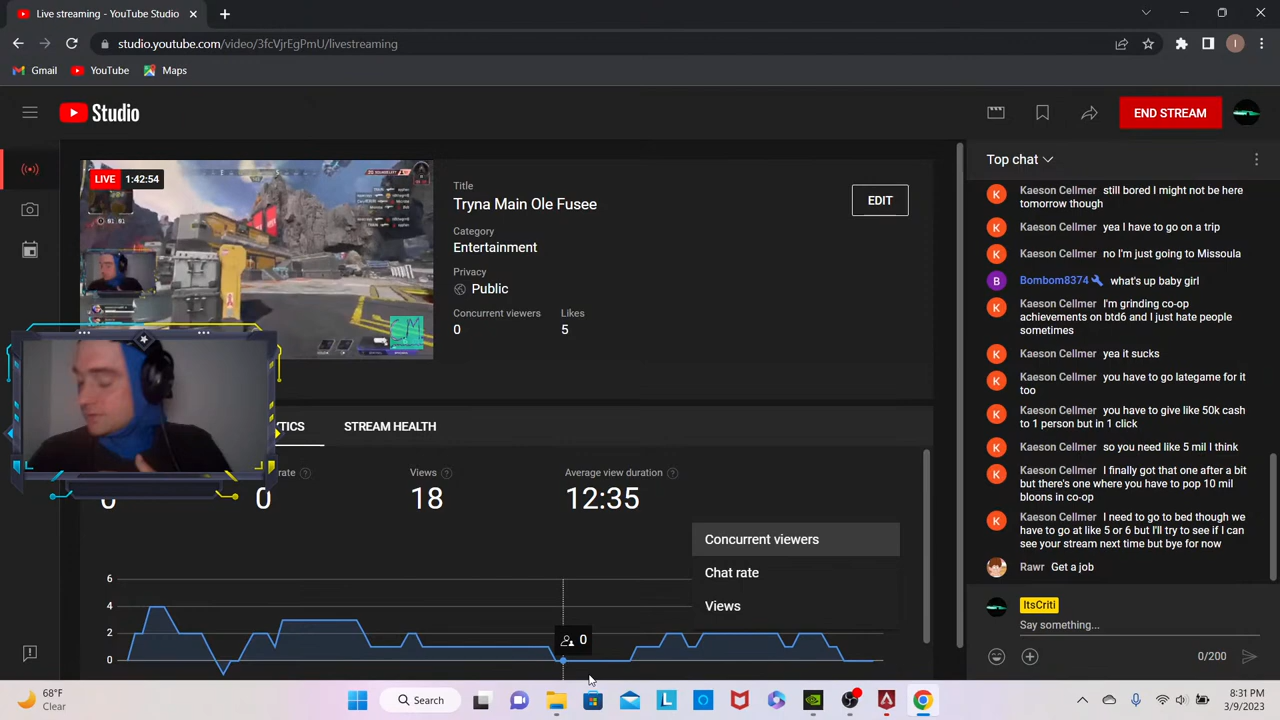 Live streaming - YouTube Studio
studio.youtube.com/video/3fcVjrEgPmU/livestreaming
Gmail
YouTube
Maps
Studio
END STREAM
LIVE 1:42:54
Title
Tryna Main Ole Fusee
EDIT
Category
Entertainment
Privacy
Public
Concurrent viewers
Likes
0
5
TICS
STREAM HEALTH
rate
Views
Average view duration
0
0
18
12:35
Concurrent viewers
Chat rate
Views
6
4
2
0
0
Top chat
Kaeson Cellmer still bored I might not be here
tomorrow though
Kaeson Cellmer yea I have to go on a trip
Kaeson Cellmer no I'm just going to Missoula
B
Bombom8374 what's up baby girl
Kaeson Cellmer I'm grinding co-op
achievements on btd6 and I just hate people
sometimes
Kaeson Cellmer yea it sucks
Kaeson Cellmer you have to go lategame for it
too
Kaeson Cellmer you have to give like 50k cash
to 1 person but in 1 click
Kaeson Cellmer so you need like 5 mil I think
Kaeson Cellmer I finally got that one after a bit
but there's one where you have to pop 10 mil
bloons in co-op
Kaeson Cellmer I need to go to bed though we
have to go at like 5 or 6 but I'll try to see if I can
see your stream next time but bye for now
Rawr Get a job
ItsCriti
Say something...
0/200
68°F
Clear
Search
8:31 PM
3/9/2023